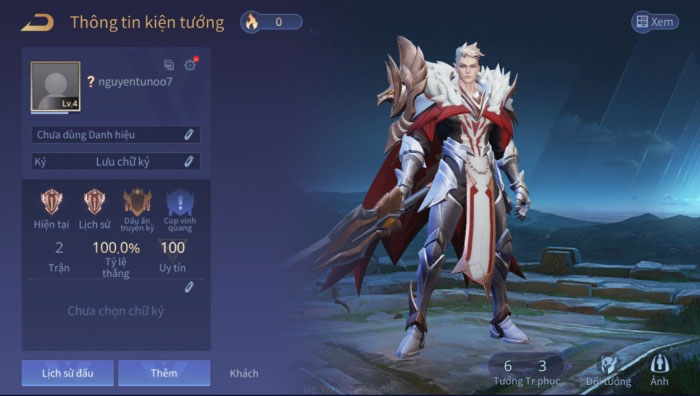 Thông tin kiện tướng
0
Xem
? nguyentunoo7
Lv.4
Chưa dùng Danh hiệu
Ký Lưu chữ ký
Hiện tại Lịch sử Dấu ấn truyền kỳ Cup vinh quang
2 100.0% 100
Trận Tỷ lệ thắng Uy tín
Chưa chọn chữ ký
6 3
Tướng Tr phục Đổi tướng Ảnh
Lịch sử đấu Thêm Khách